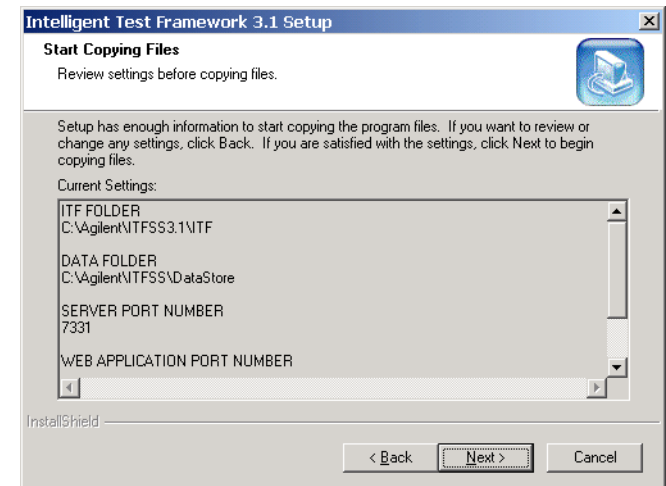 Intelligent Test Framework 3.1 Setup
Start Copying Files
Review settings before copying files.
Setup has enough information to start copying the program files. If you want to review or
change any settings, click Back. If you are satisfied with the settings, click Next to begin
copying files.
Current Settings:
ITF FOLDER
C:\Agilent\ITFSS3.1\ITF
DATA FOLDER
C:\Agilent\ITFSS\DataStore
SERVER PORT NUMBER
7331
WEB APPLICATION PORT NUMBER
InstallShield
< Back
Next >
Cancel